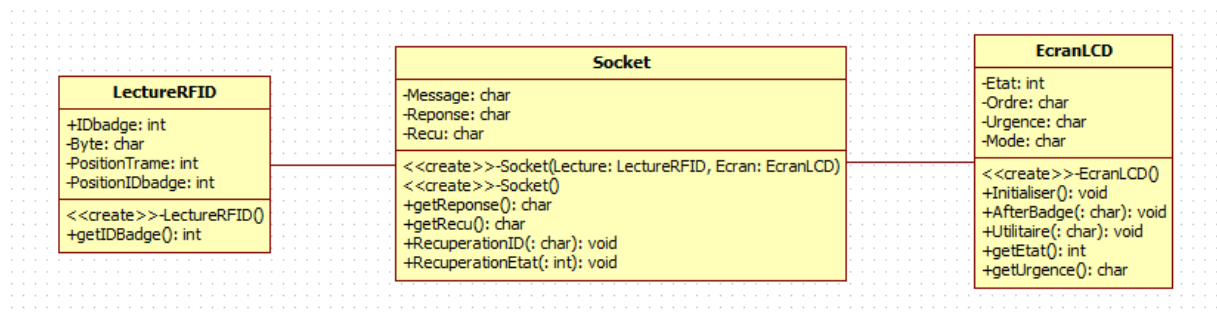 LectureRFID
+IDbadge: int
-Byte: char
-PositionTrame: int
-PositionIDbadge: int
<<create>>-LectureRFID()
+getIDBadge(): int
Socket
-Message: char
-Reponse: char
-Recu: char
<<create>>-Socket(Lecture: LectureRFID, Ecran: EcranLCD)
<<create>>-Socket()
+getReponse(): char
+getRecu(): char
+RecuperationID(: char): void
+RecuperationEtat(: int): void
EcranLCD
-Etat: int
-Ordre: char
-Urgence: char
-Mode: char
<<create>>-EcranLCD()
+Initialiser(): void
+AfterBadge(: char): void
+Utilitaire(: char): void
+getEtat(): int
+getUrgence(): char